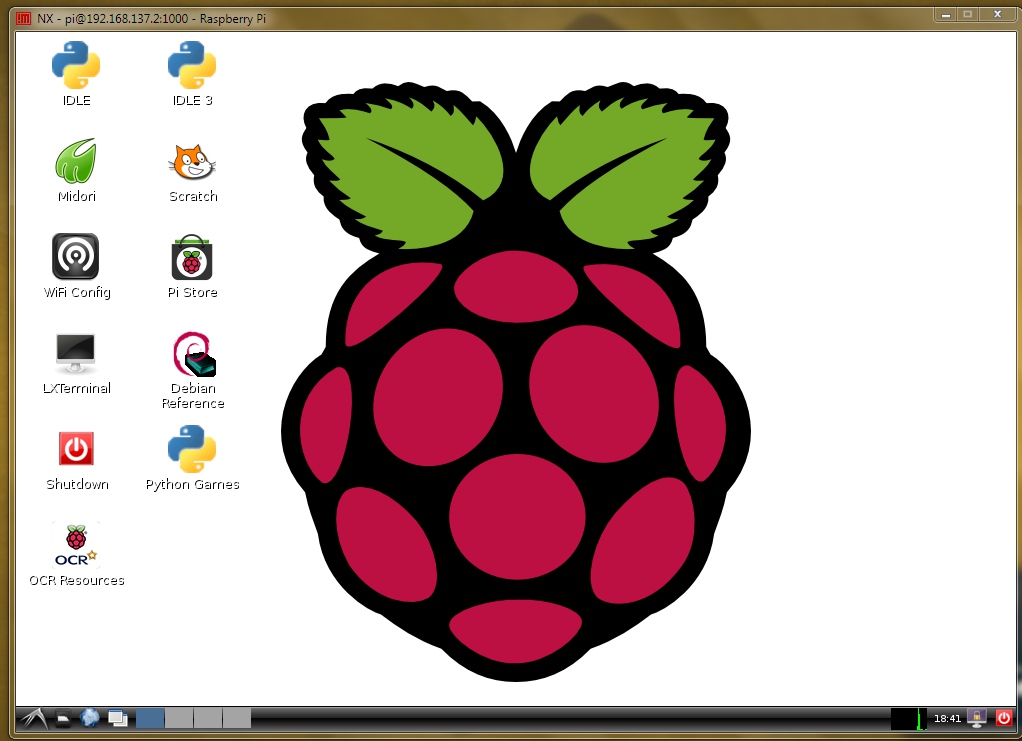 NX - pi@192.168.137.2:1000 - Raspberry Pi
IDLE
IDLE 3
Midori
Scratch
WiFi Config
Pi Store
LXTerminal
Debian
Reference
Shutdown
Python Games
OCR
OCR Resources
18:41